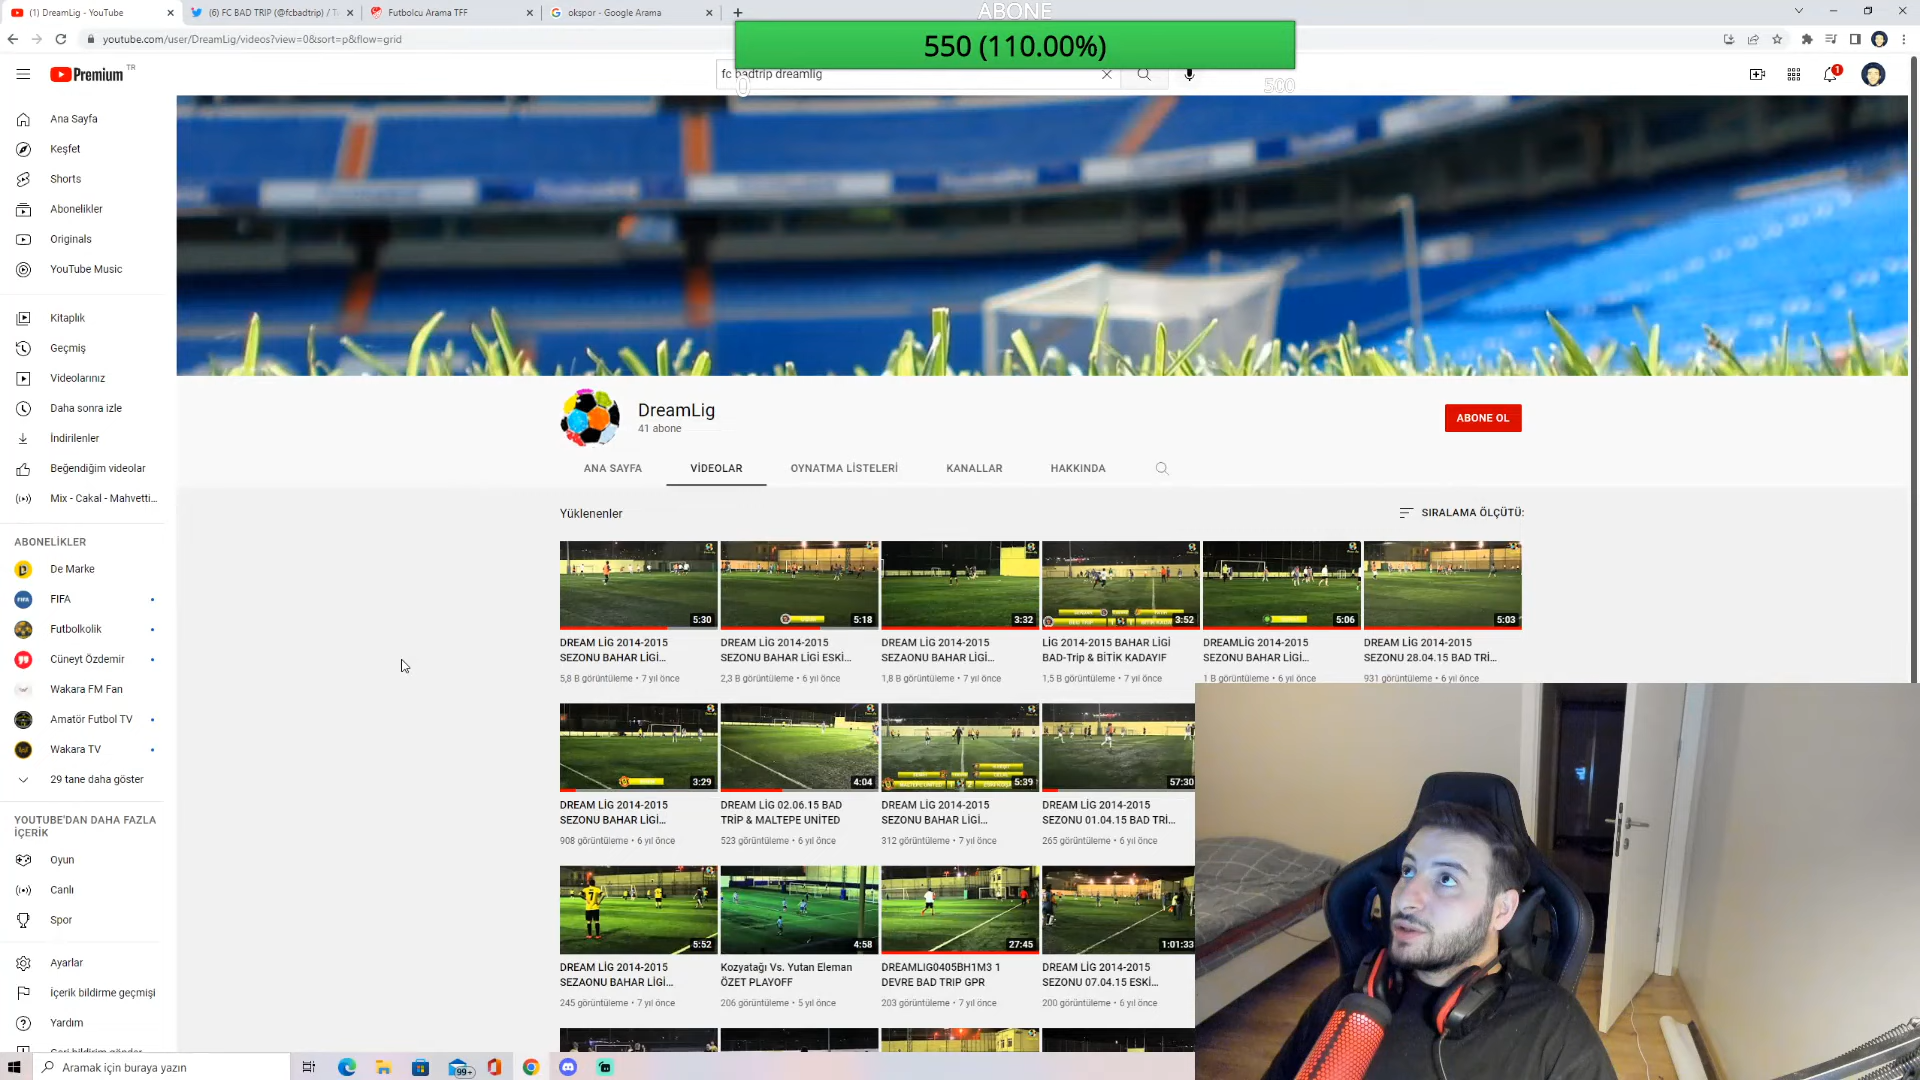 ABONE
550 (110.00%)
0
500
(1) DreamLig - YouTube
(6) FC BAD TRIP (@fcbadtrip) / T
Futbolcu Arama TFF
okspor - Google Arama
youtube.com/user/DreamLig/videos?view=0&sort=p&flow=grid
Premium TR
fc badtrip dreamlig
1
Ana Sayfa
Keşfet
Shorts
Abonelikler
Originals
YouTube Music
Kitaplık
Geçmiş
Videolarınız
Daha sonra izle
İndirilenler
Beğendiğim videolar
Mix - Cakal - Mahvetti...
ABONELİKLER
De Marke
FIFA
Futbolkolik
Cüneyt Özdemir
Wakara FM Fan
Amatör Futbol TV
Wakara TV
29 tane daha göster
YOUTUBE'DAN DAHA FAZLA
İÇERİK
Oyun
Canlı
Spor
Ayarlar
İçerik bildirme geçmişi
Yardım
DreamLig
41 abone
ABONE OL
ANA SAYFA
VİDEOLAR
OYNATMA LİSTELERİ
KANALLAR
HAKKINDA
Yüklenenler
SIRALAMA ÖLÇÜTÜ:
5:30
5:18
3:32
3:52
5:06
5:03
DREAM LİG 2014-2015
SEZONU BAHAR LİGİ...
5,8 B görüntüleme • 7 yıl önce
DREAM LİG 2014-2015
SEZONU BAHAR LİGİ ESKİ...
2,3 B görüntüleme • 6 yıl önce
DREAM LİG 2014-2015
SEZAONU BAHAR LİGİ...
1,8 B görüntüleme • 7 yıl önce
LİG 2014-2015 BAHAR LİGİ
BAD-Trip & BİTİK KADAYIF
1,5 B görüntüleme • 7 yıl önce
DREAMLİG 2014-2015
SEZONU BAHAR LİGİ...
1 B görüntüleme • 6 yıl önce
DREAM LİG 2014-2015
SEZONU 28.04.15 BAD TRİ...
931 görüntüleme • 6 yıl önce
3:29
4:04
5:39
57:30
DREAM LİG 2014-2015
SEZONU BAHAR LİGİ...
908 görüntüleme • 6 yıl önce
DREAM LİG 02.06.15 BAD
TRİP & MALTEPE UNITED
523 görüntüleme • 6 yıl önce
DREAM LİG 2014-2015
SEZONU BAHAR LİGİ...
312 görüntüleme • 7 yıl önce
DREAM LİG 2014-2015
SEZONU 01.04.15 BAD TRİ...
265 görüntüleme • 6 yıl önce
5:52
4:58
27:45
1:01:33
DREAM LİG 2014-2015
SEZAONU BAHAR LİGİ...
245 görüntüleme • 7 yıl önce
Kozyatağı Vs. Yutan Eleman
ÖZET PLAYOFF
206 görüntüleme • 5 yıl önce
DREAMLIG0405BH1M3 1
DEVRE BAD TRIP GPR
203 görüntüleme • 7 yıl önce
DREAM LİG 2014-2015
SEZONU 07.04.15 ESKİ...
200 görüntüleme • 6 yıl önce
Aramak için buraya yazın
99+